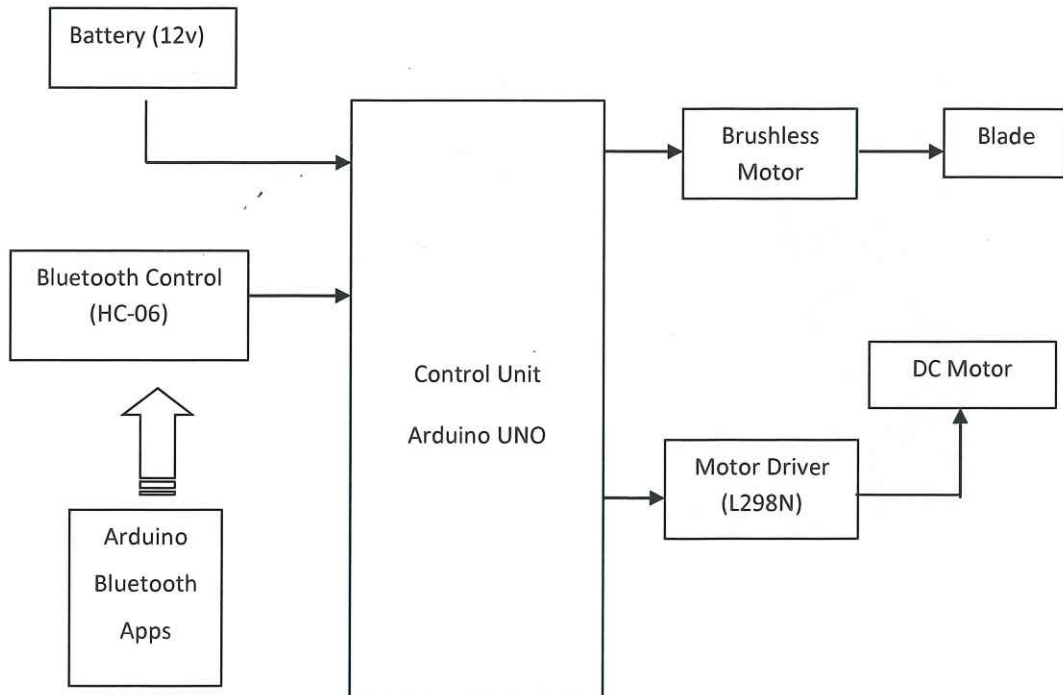 Battery (12v)
Bluetooth Control
(HC-06)
Arduino
Bluetooth
Apps
Control Unit
Arduino UNO
Brushless
Motor
Blade
DC Motor
Motor Driver
(L298N)